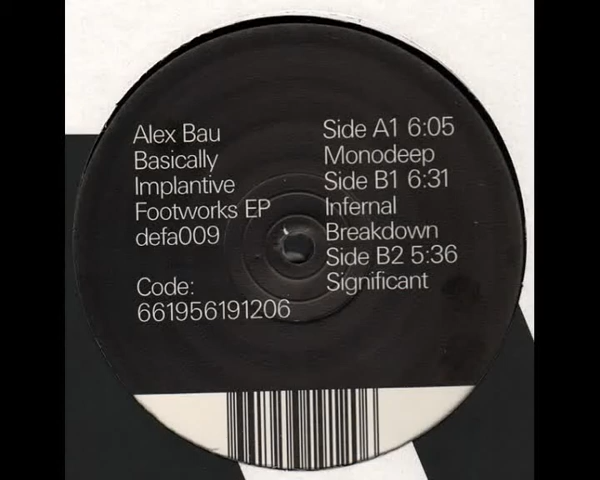 Alex Bau
Basically
Implantive
Footworks EP
defa009
Code:
661956191206
Side A1 6:05
Monodeep
Side B1 6:31
Infernal
Breakdown
Side B2 5:36
Significant